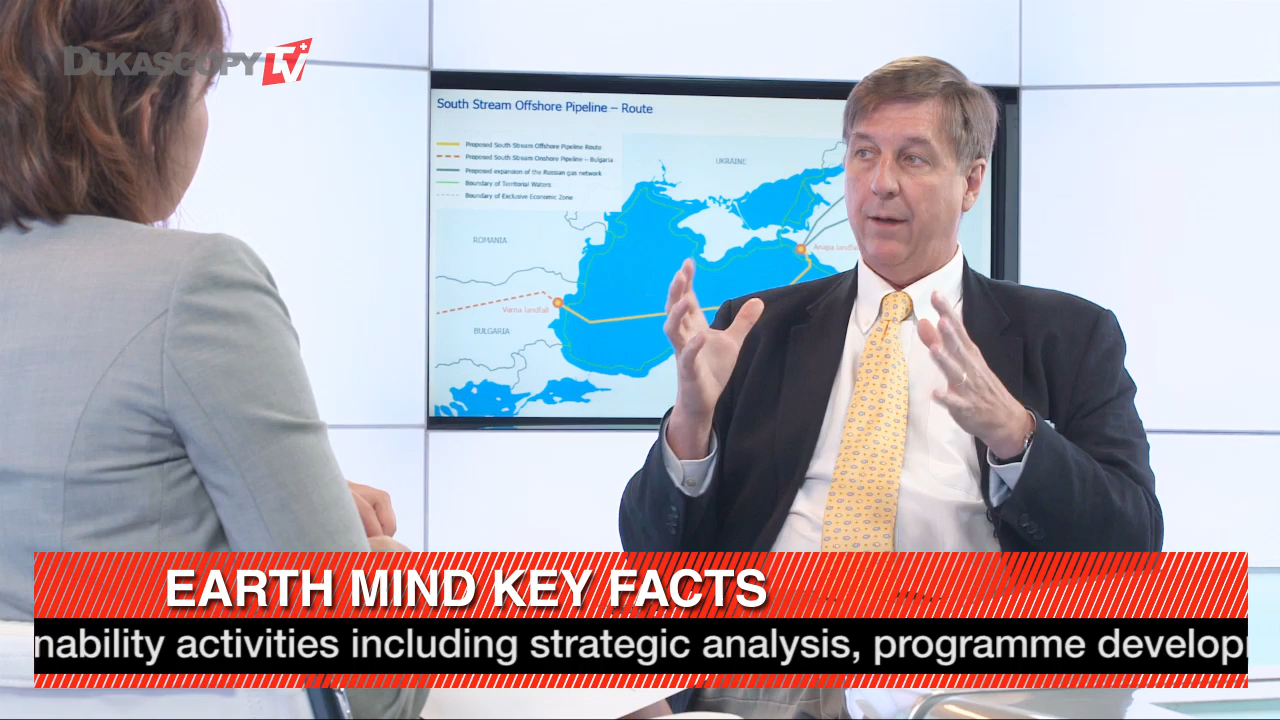 DUKASCOPY TV
South Stream Offshore Pipeline – Route
Proposed South Stream Offshore Pipeline Route
Proposed South Stream Onshore Pipeline – Bulgaria
Proposed expansion of the Russian gas network
Boundary of Territorial Waters
Boundary of Exclusive Economic Zone
UKRAINE
ROMANIA
Anapa landfall
Varna landfall
BULGARIA
EARTH MIND KEY FACTS
nability activities including strategic analysis, programme develop